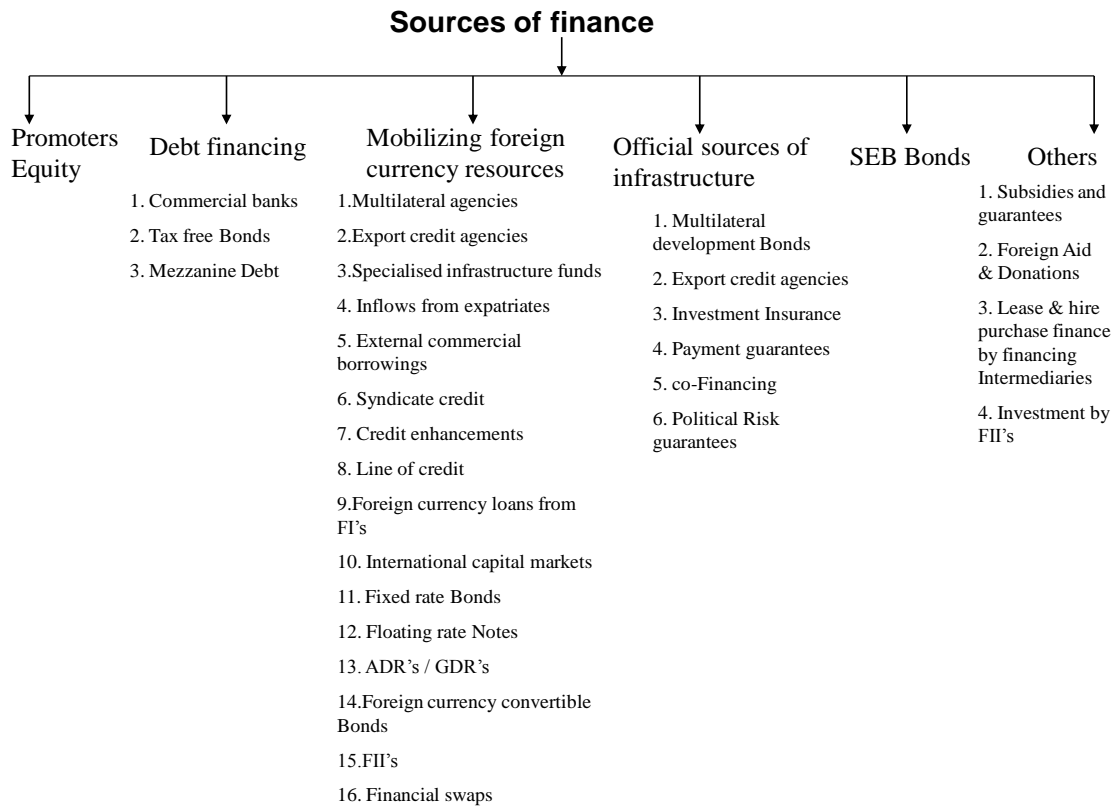 Sources of finance
Promoters
Equity
Debt financing
1. Commercial banks
2. Tax free Bonds
3. Mezzanine Debt
Mobilizing foreign
currency resources
1.Multilateral agencies
2.Export credit agencies
3.Specialised infrastructure funds
4. Inflows from expatriates
5. External commercial
borrowings
6. Syndicate credit
7. Credit enhancements
8. Line of credit
9.Foreign currency loans from
FI’s
10. International capital markets
11. Fixed rate Bonds
12. Floating rate Notes
13. ADR’s / GDR’s
14.Foreign currency convertible
Bonds
15.FII’s
16. Financial swaps
Official sources of
infrastructure
1. Multilateral
development Bonds
2. Export credit agencies
3. Investment Insurance
4. Payment guarantees
5. co-Financing
6. Political Risk
guarantees
SEB Bonds
Others
1. Subsidies and
guarantees
2. Foreign Aid
& Donations
3. Lease & hire
purchase finance
by financing
Intermediaries
4. Investment by
FII’s